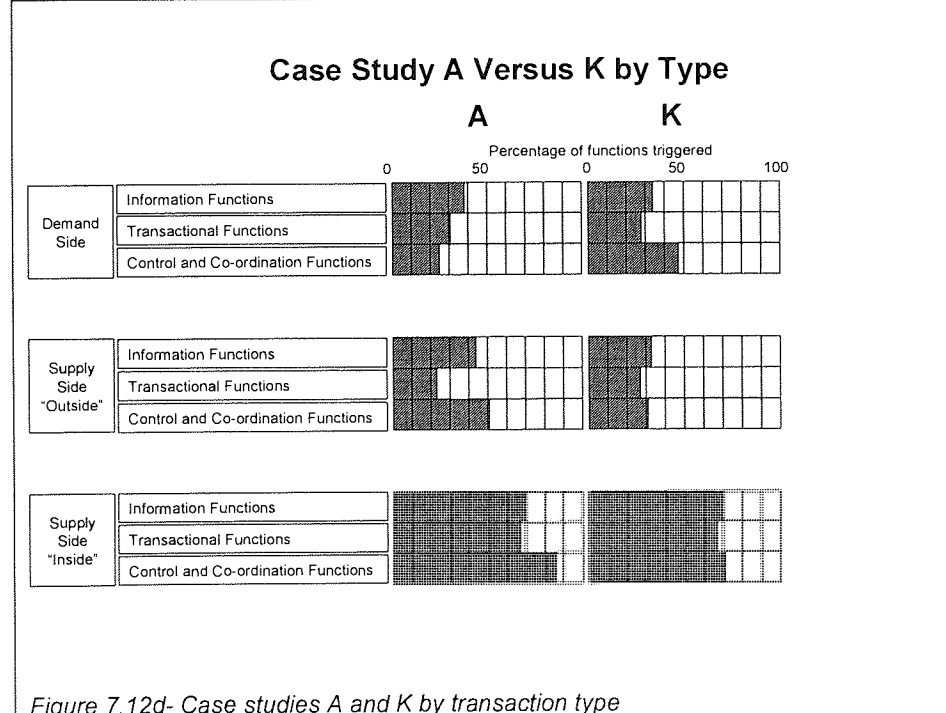 Case Study A Versus K by Type
A K
Percentage of functions triggered
0 50 0 50 100
Demand
Side
Information Functions
Transactional Functions
Control and Co-ordination Functions
Supply
Side
"Outside"
Information Functions
Transactional Functions
Control and Co-ordination Functions
Supply
Side
"Inside"
Information Functions
Transactional Functions
Control and Co-ordination Functions
Figure 7.12d- Case studies A and K by transaction type